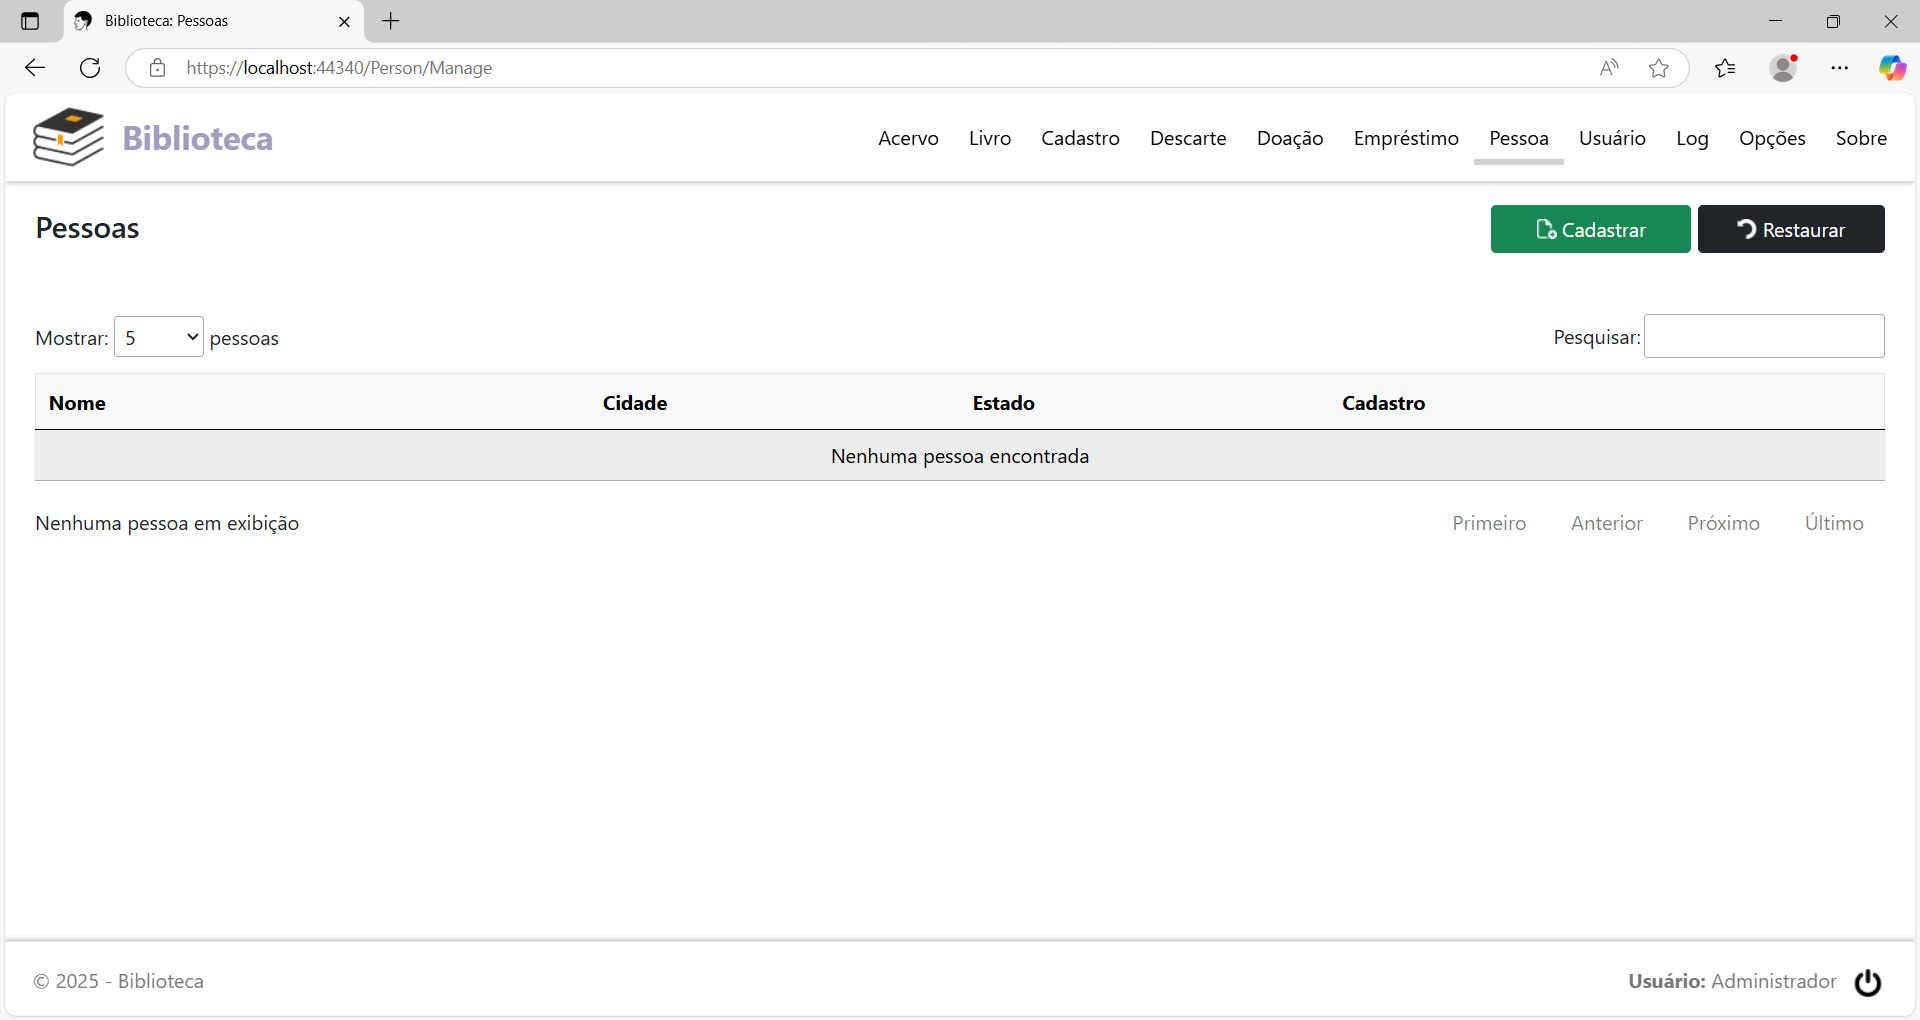 Biblioteca: Pessoas
https://localhost:44340/Person/Manage
Biblioteca
Acervo Livro Cadastro Descarte Doação Empréstimo Pessoa Usuário Log Opções Sobre
Pessoas
Cadastrar Restaurar
Mostrar: 5 pessoas Pesquisar:
Nome Cidade Estado Cadastro
Nenhuma pessoa encontrada
Nenhuma pessoa em exibição Primeiro Anterior Próximo Último
© 2025 - Biblioteca Usuário: Administrador